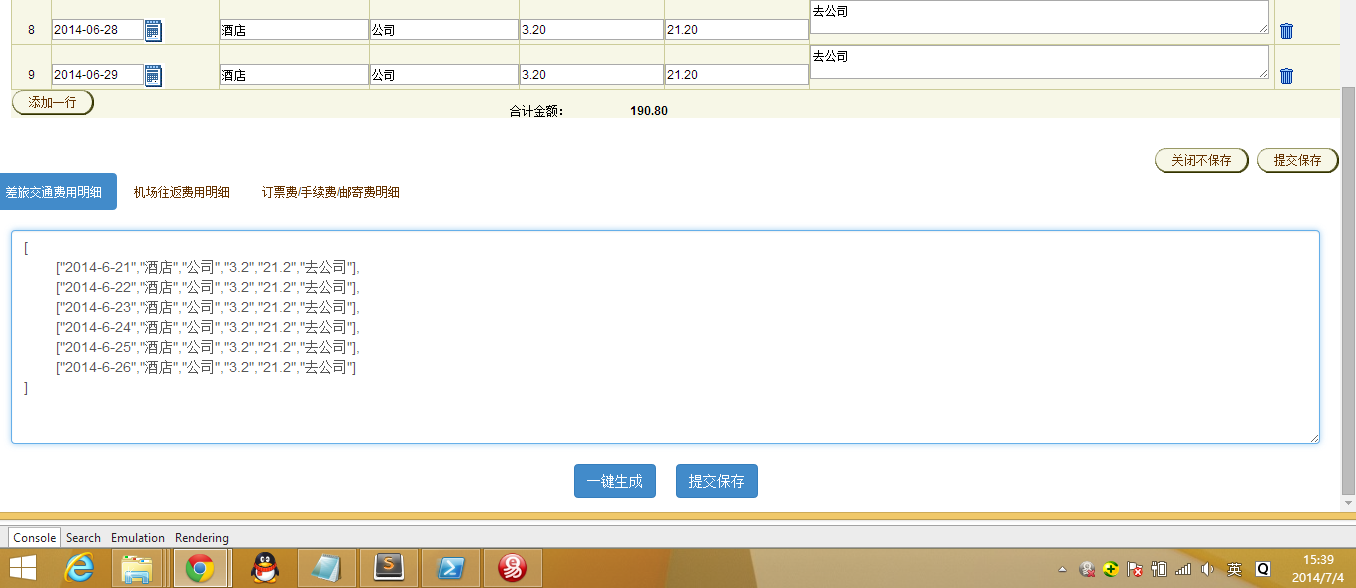 去公司
8 2014-06-28 酒店 公司 3.20 21.20
去公司
9 2014-06-29 酒店 公司 3.20 21.20
添加一行 合计金额： 190.80
关闭不保存 提交保存
差旅交通费用明细 机场往返费用明细 订票费/手续费/邮寄费明细
[
["2014-6-21","酒店","公司","3.2","21.2","去公司"],
["2014-6-22","酒店","公司","3.2","21.2","去公司"],
["2014-6-23","酒店","公司","3.2","21.2","去公司"],
["2014-6-24","酒店","公司","3.2","21.2","去公司"],
["2014-6-25","酒店","公司","3.2","21.2","去公司"],
["2014-6-26","酒店","公司","3.2","21.2","去公司"]
]
一键生成 提交保存
Console Search Emulation Rendering
S 易 英 Q 15:39
2014/7/4